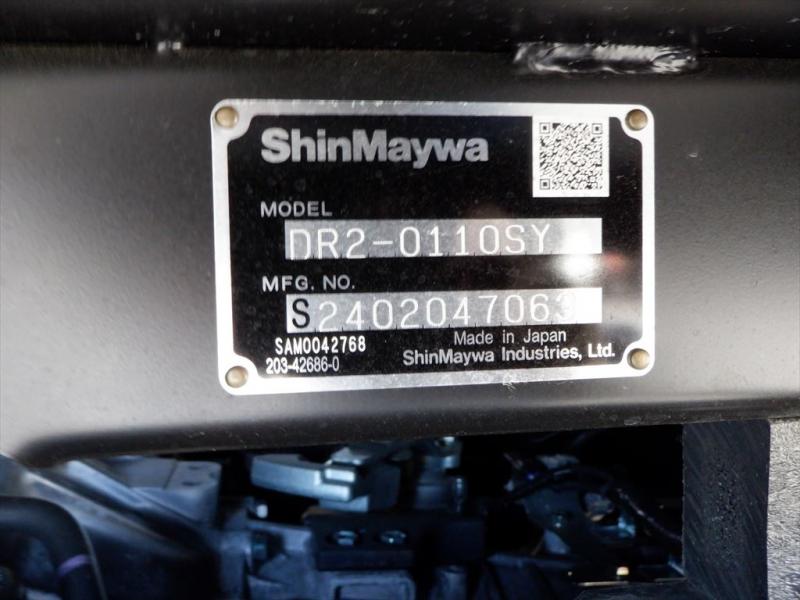 ShinMaywa
MODEL
DR2-0110SY
MFG. NO.
S2402047063
SAM0042768
203-42686-0
Made in Japan
ShinMaywa Industries, Ltd.